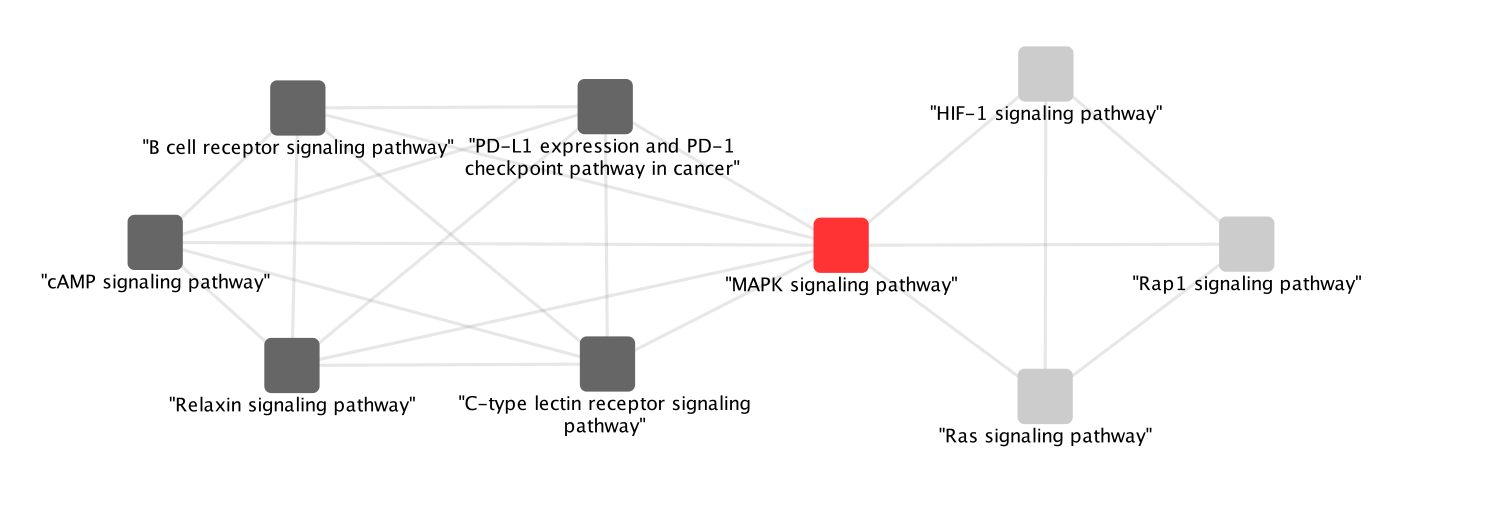 "HIF-1 signaling pathway"
"B cell receptor signaling pathway"
"PD-L1 expression and PD-1
checkpoint pathway in cancer"
"cAMP signaling pathway"
"MAPK signaling pathway"
"Rap1 signaling pathway"
"Relaxin signaling pathway"
"C-type lectin receptor signaling
pathway"
"Ras signaling pathway"